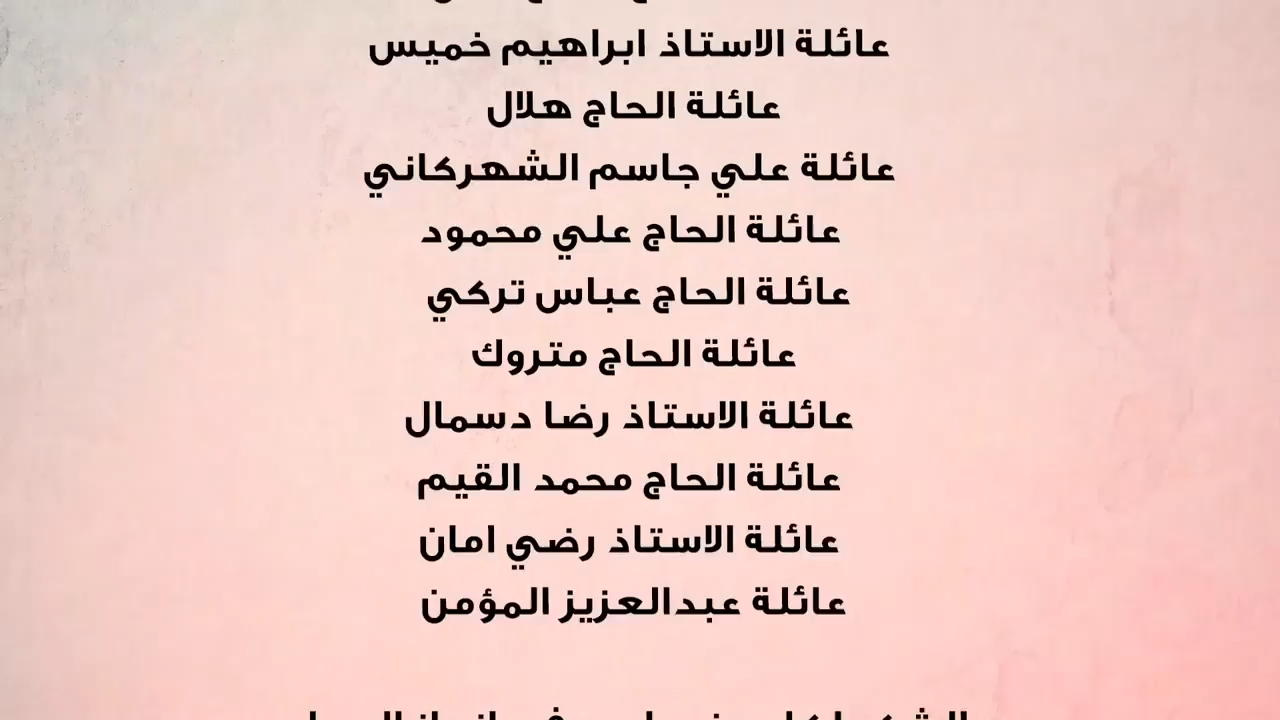 عائلة الاستاذ ابراهيم خميس
عائلة الحاج هلال
عائلة علي جاسم الشهركاني
عائلة الحاج علي محمود
عائلة الحاج عباس تركي
عائلة الحاج متروك
عائلة الاستاذ رضا دسمال
عائلة الحاج محمد القيم
عائلة الاستاذ رضي امان
عائلة عبدالعزيز المؤمن